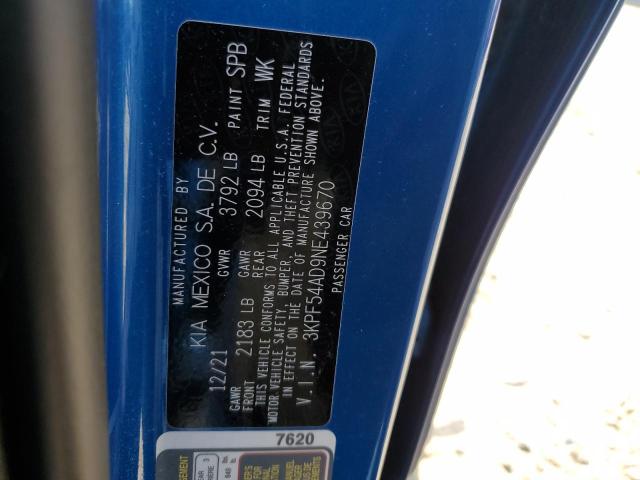 MANUFACTURED BY
KIA MEXICO S.A. DE C.V.
12/21 GVWR 3792 LB PAINT SPB
GAWR FRONT 2183 LB GAWR REAR 2094 LB TRIM WK
THIS VEHICLE CONFORMS TO ALL APPLICABLE U.S.A. FEDERAL
MOTOR VEHICLE SAFETY, BUMPER, AND THEFT PREVENTION STANDARDS
IN EFFECT ON THE DATE OF MANUFACTURE SHOWN ABOVE.
V.I.N. 3KPF54AD9NE439670
PASSENGER CAR
7620